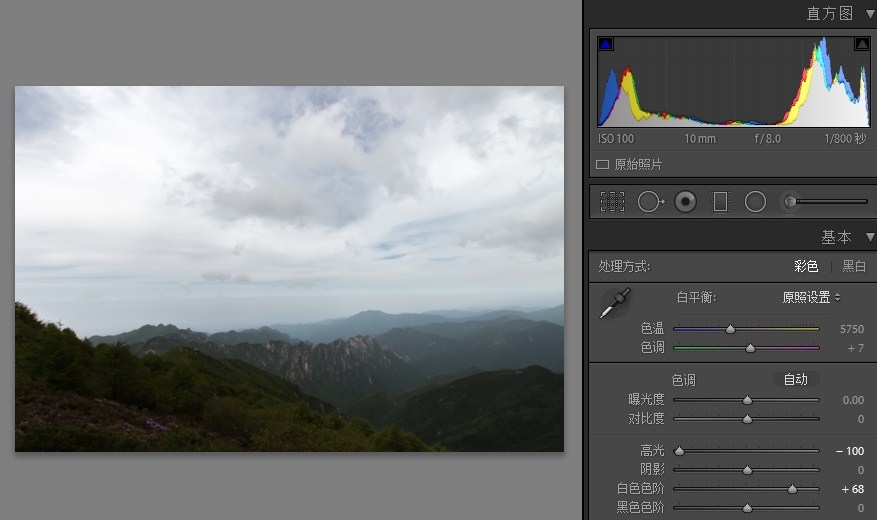 直方图
ISO 100 10 mm f / 8.0 1/800 秒
原始照片
基本
处理方式: 彩色 黑白
白平衡: 原照设置
色温 5750
色调 + 7
色调 自动
曝光度 0.00
对比度 0
高光 − 100
阴影 0
白色色阶 + 68
黑色色阶 0